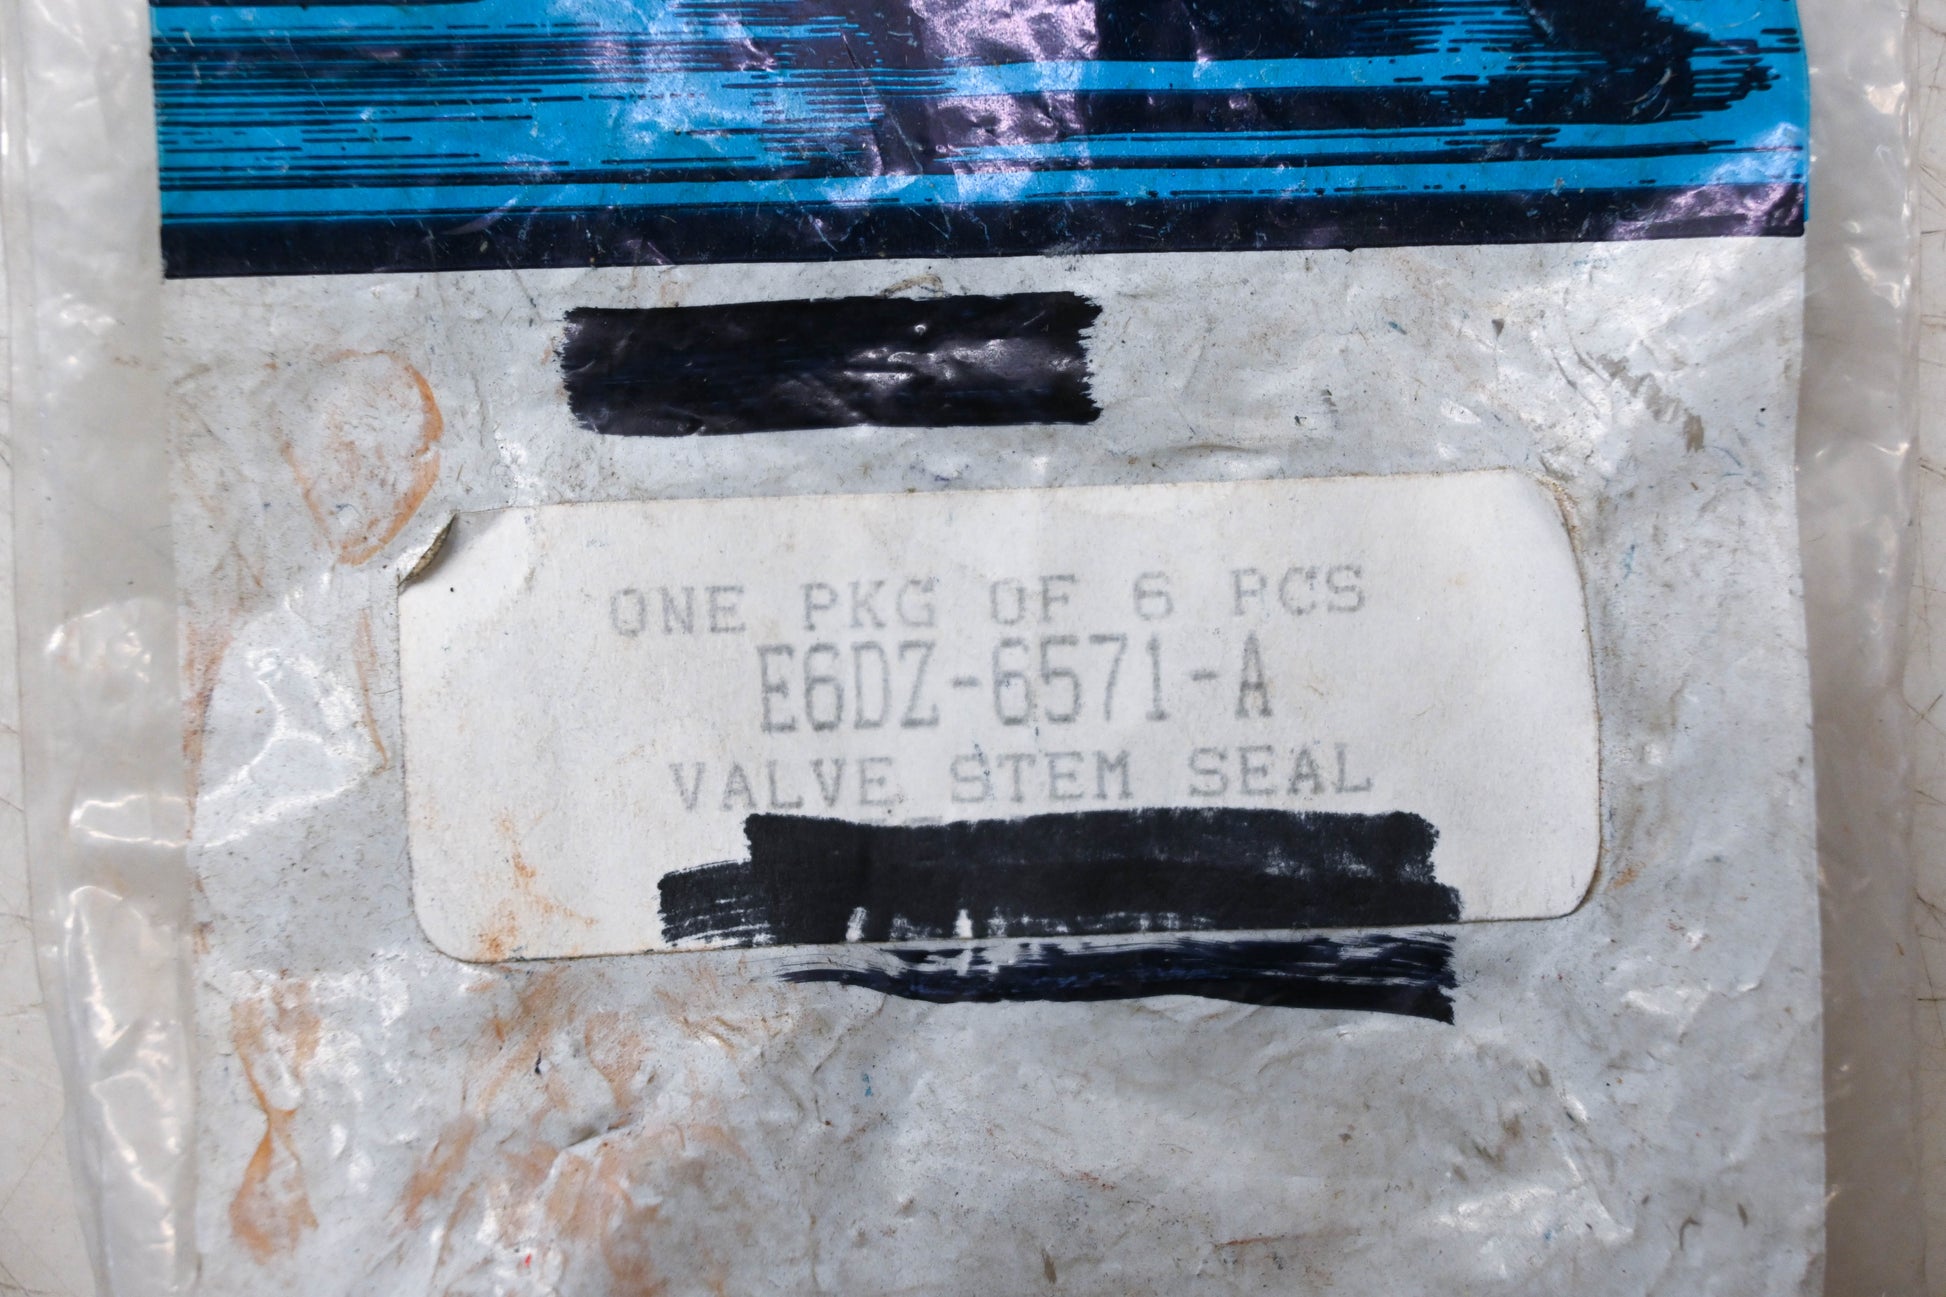 ONE PKG OF 6 PCS
E6DZ-6571-A
VALVE STEM SEAL